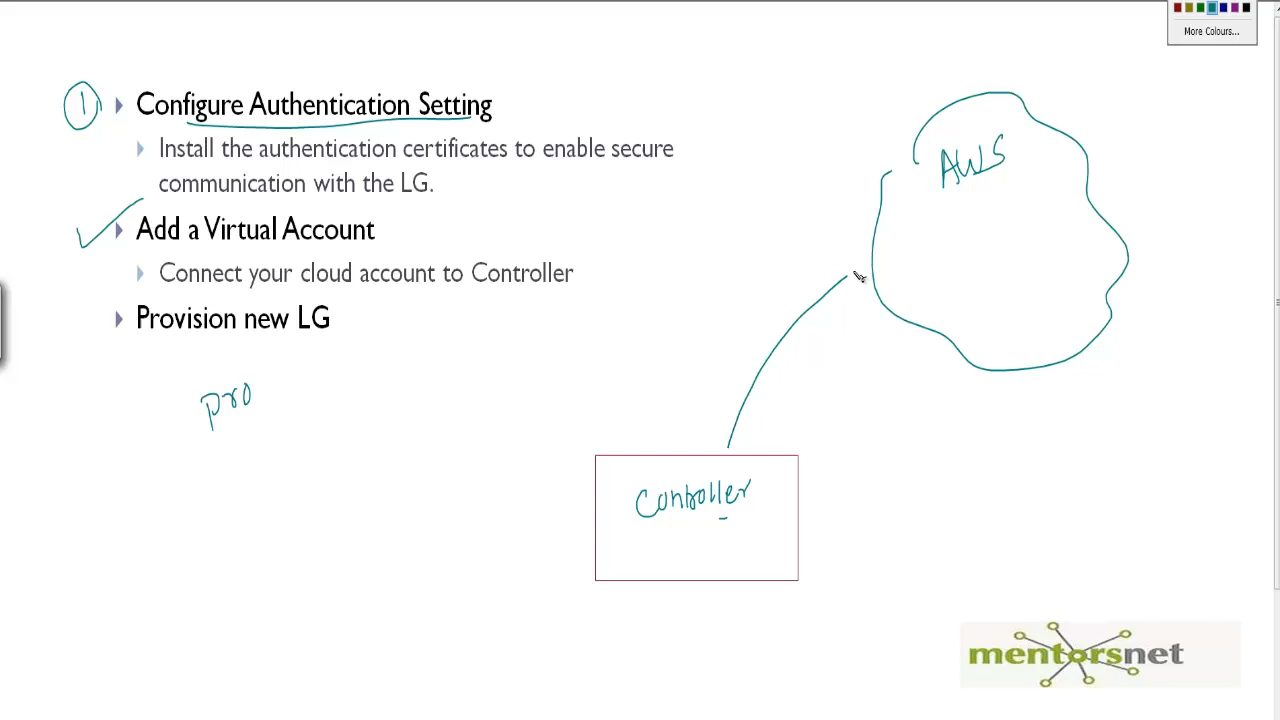 More Colours...
1
Configure Authentication Setting
Install the authentication certificates to enable secure
communication with the LG.
Add a Virtual Account
Connect your cloud account to Controller
Provision new LG
pro
AWS
Controller
mentorsnet